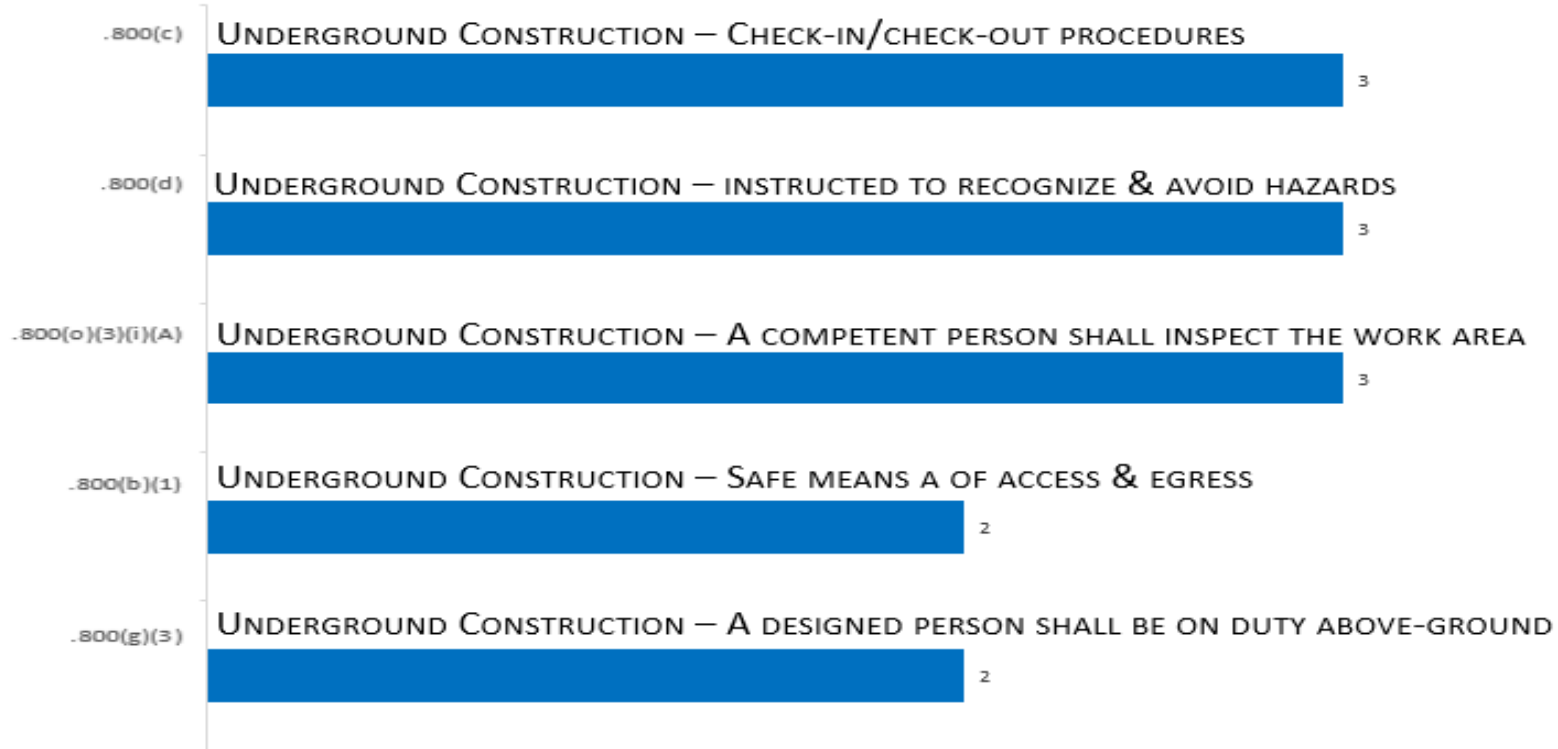 .800(c) Underground Construction – Check-in/check-out procedures
3
.800(d) Underground Construction – instructed to recognize & avoid hazards
3
.800(o)(3)(i)(A) Underground Construction – A competent person shall inspect the work area
3
.800(b)(1) Underground Construction – Safe means a of access & egress
2
.800(g)(3) Underground Construction – A designed person shall be on duty above-ground
2